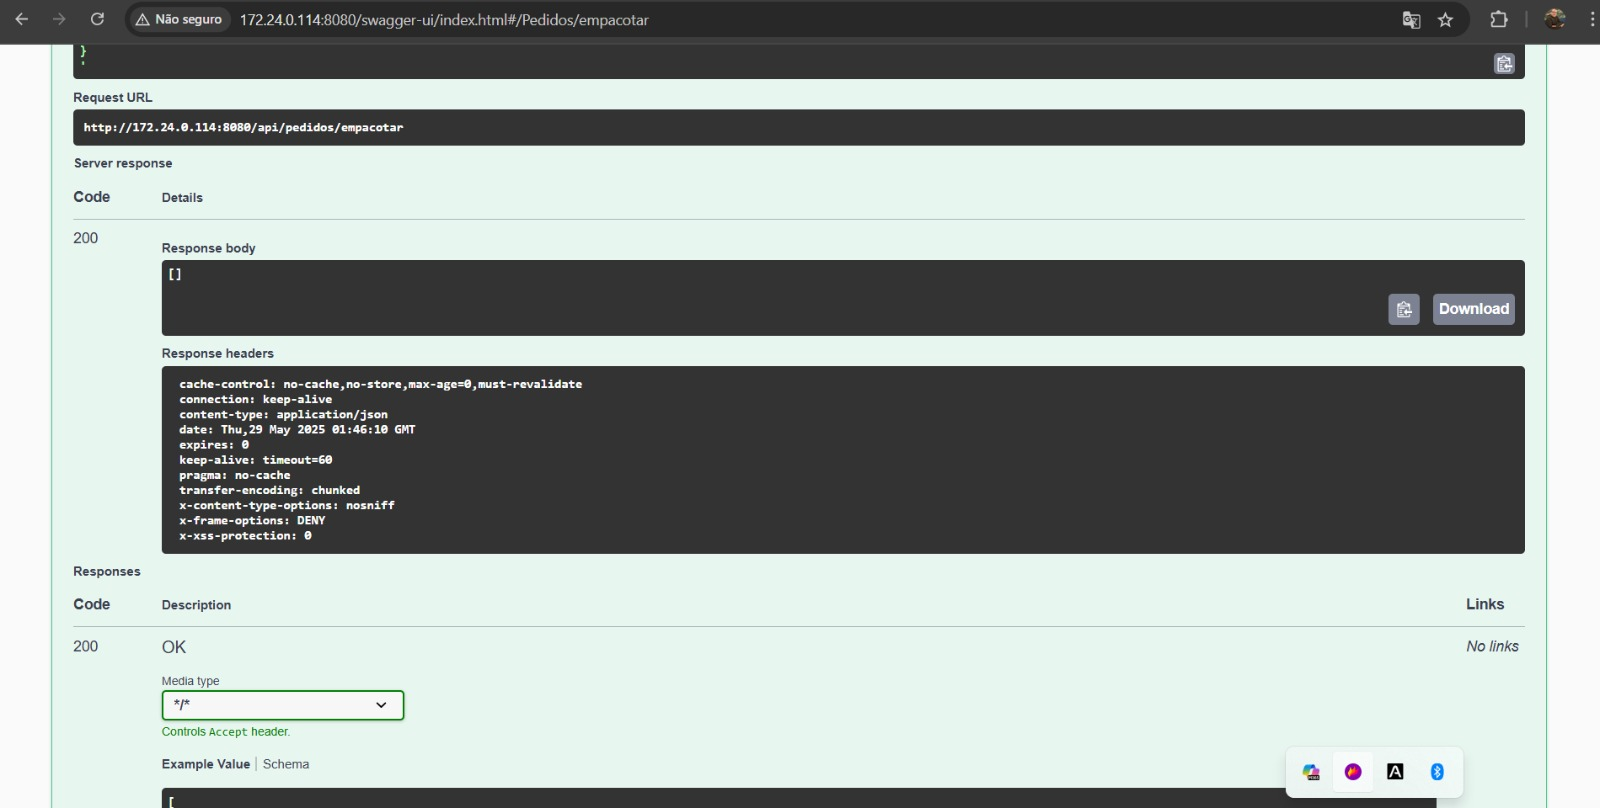 Não seguro
172.24.0.114:8080/swagger-ui/index.html#/Pedidos/empacotar
}
'
Request URL
http://172.24.0.114:8080/api/pedidos/empacotar
Server response
Code Details
200
Response body
[]
Download
Response headers
cache-control: no-cache,no-store,max-age=0,must-revalidate
connection: keep-alive
content-type: application/json
date: Thu,29 May 2025 01:46:10 GMT
expires: 0
keep-alive: timeout=60
pragma: no-cache
transfer-encoding: chunked
x-content-type-options: nosniff
x-frame-options: DENY
x-xss-protection: 0
Responses
Code Description Links
200 OK No links
Media type
*/*
Controls Accept header.
Example Value | Schema
[